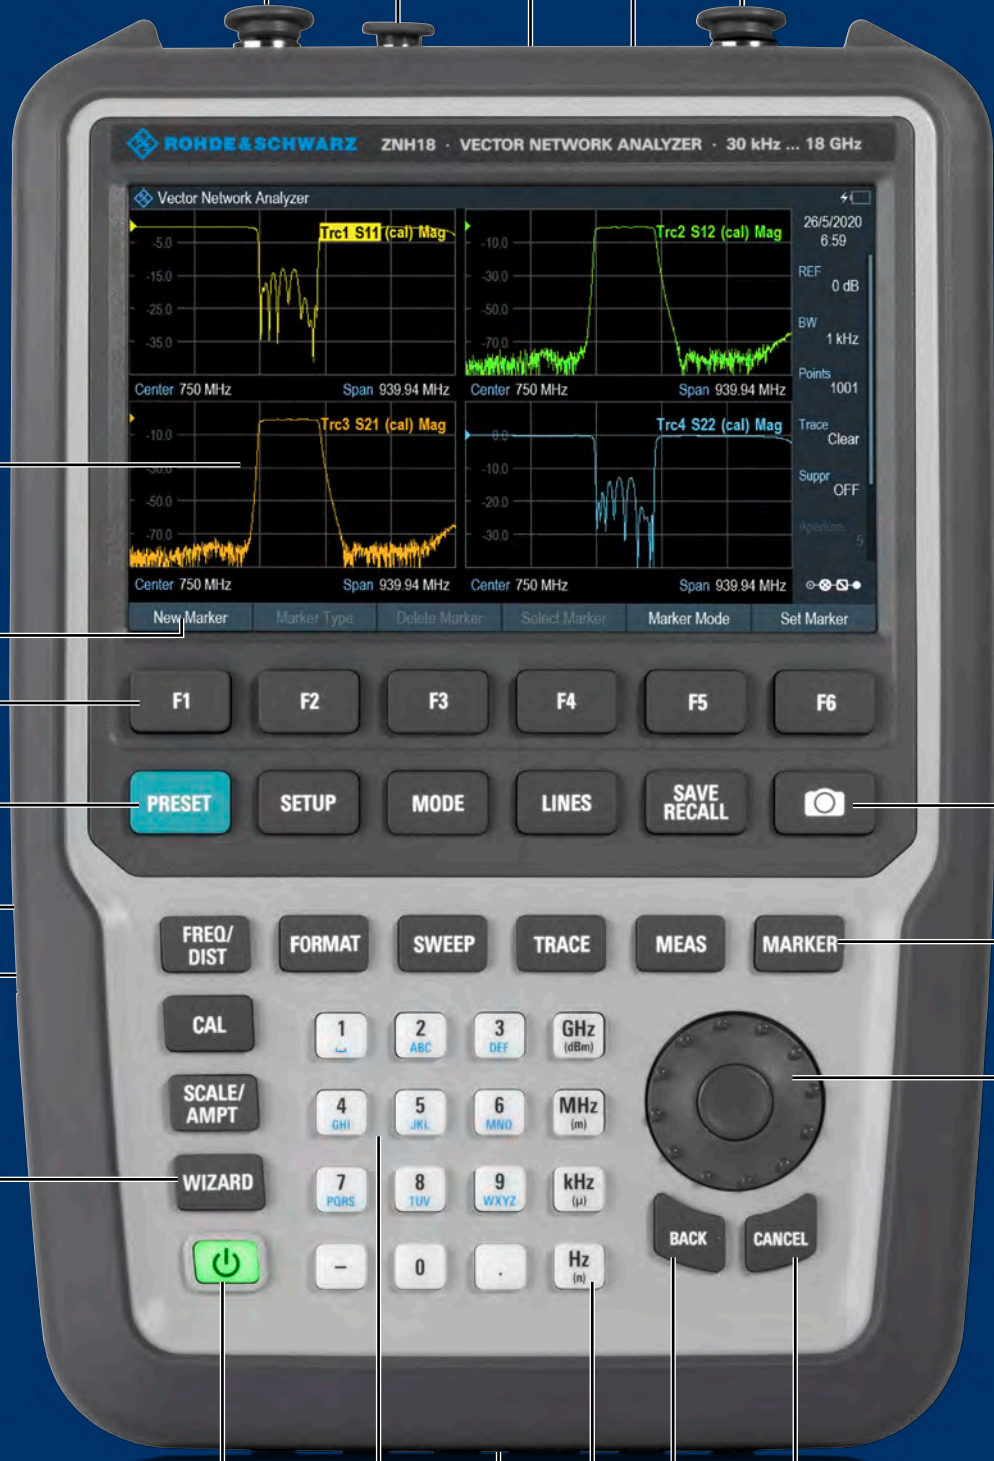 ROHDE&SCHWARZ ZNH18 · VECTOR NETWORK ANALYZER · 30 kHz ... 18 GHz
Vector Network Analyzer
26/5/2020
6:59
Trc1 S11 (cal) Mag
-5.0
-15.0
-25.0
-35.0
Center 750 MHz Span 939.94 MHz
Trc2 S12 (cal) Mag
-10.0
-30.0
-50.0
-70.0
Center 750 MHz Span 939.94 MHz
Trc3 S21 (cal) Mag
-10.0
-30.0
-50.0
-70.0
Center 750 MHz Span 939.94 MHz
Trc4 S22 (cal) Mag
0.0
-10.0
-20.0
-30.0
Center 750 MHz Span 939.94 MHz
REF
0 dB
BW
1 kHz
Points
1001
Trace
Clear
Suppr
OFF
Aperture
5
New Marker Marker Type Delete Marker Select Marker Marker Mode Set Marker
F1 F2 F3 F4 F5 F6
PRESET SETUP MODE LINES SAVE RECALL
FREQ/DIST FORMAT SWEEP TRACE MEAS MARKER
CAL
SCALE/AMPT
WIZARD
1 2 ABC 3 DEF GHz (dBm)
4 GHI 5 JKL 6 MNO MHz (m)
7 PQRS 8 TUV 9 WXYZ kHz (µ)
− 0 . Hz (n)
BACK CANCEL